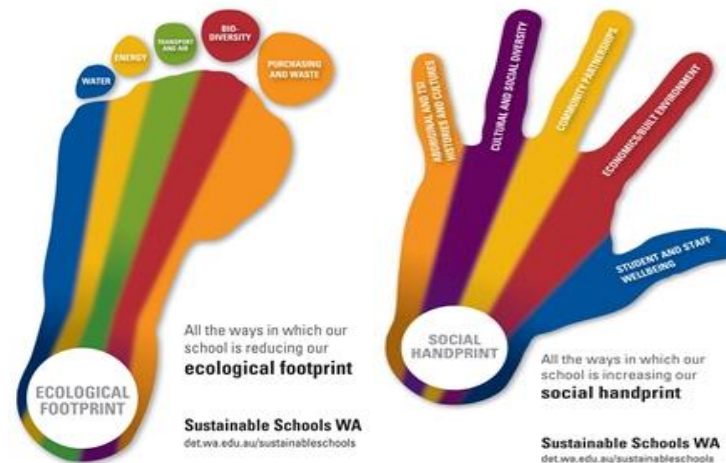 WATER
ENERGY
TRANSPORT
AND AIR
BIO-
DIVERSITY
PURCHASING
AND WASTE
ECOLOGICAL
FOOTPRINT
All the ways in which our
school is reducing our
ecological footprint
Sustainable Schools WA
det.wa.edu.au/sustainableschools
ABORIGINAL AND TSI
HISTORIES AND CULTURES
CULTURAL AND SOCIAL DIVERSITY
COMMUNITY PARTNERSHIPS
ECONOMICS/BUILT ENVIRONMENT
STUDENT AND STAFF
WELLBEING
SOCIAL
HANDPRINT
All the ways in which our
school is increasing our
social handprint
Sustainable Schools WA
det.wa.edu.au/sustainableschools